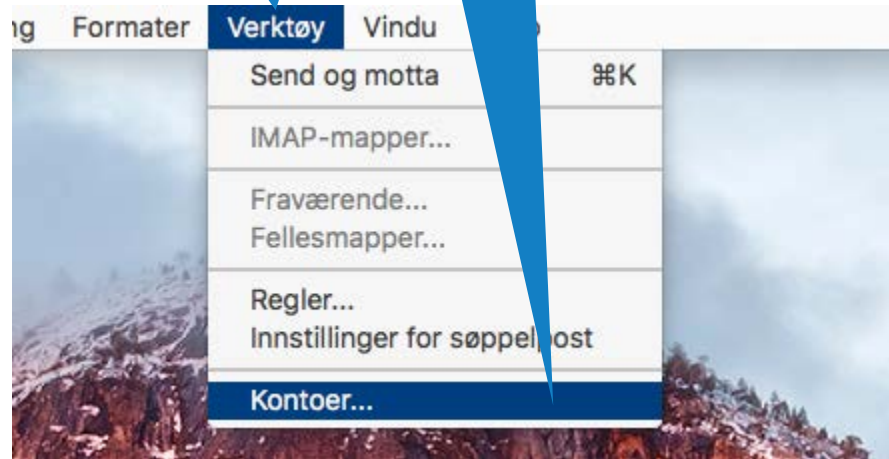 Formater Verktøy Vindu
Send og motta ⌘K
IMAP-mapper...
Fraværende...
Fellesmapper...
Regler...
Innstillinger for søppelpost
Kontoer...